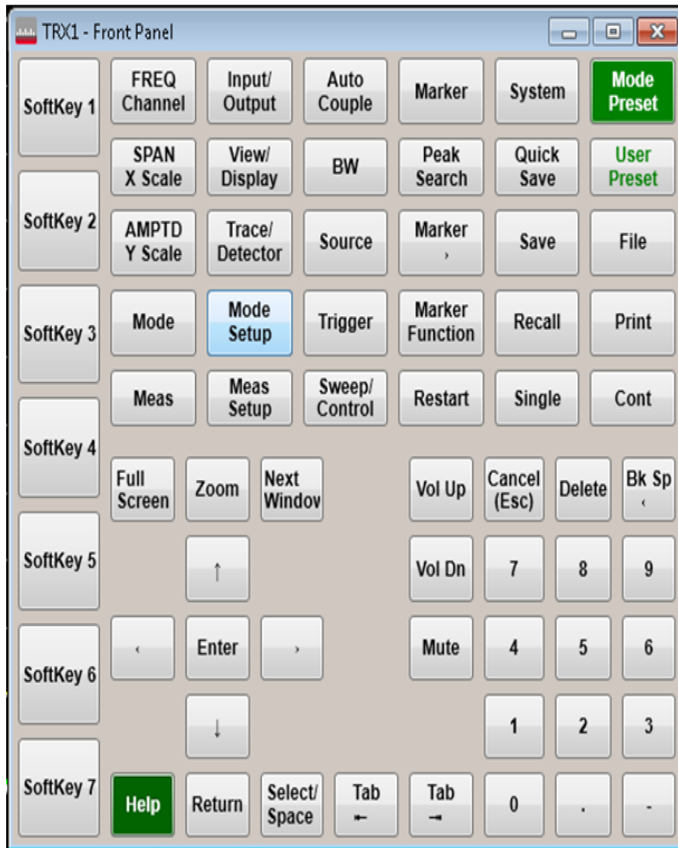 TRX1 - Front Panel
SoftKey 1
FREQ
Channel
Input/
Output
Auto
Couple
Marker
System
Mode
Preset
SPAN
X Scale
View/
Display
BW
Peak
Search
Quick
Save
User
Preset
SoftKey 2
AMPTD
Y Scale
Trace/
Detector
Source
Marker
›
Save
File
SoftKey 3
Mode
Mode
Setup
Trigger
Marker
Function
Recall
Print
Meas
Meas
Setup
Sweep/
Control
Restart
Single
Cont
SoftKey 4
Full
Screen
Zoom
Next
Window
Vol Up
Cancel
(Esc)
Delete
Bk Sp
‹
SoftKey 5
↑
Vol Dn
7
8
9
‹
Enter
›
Mute
4
5
6
SoftKey 6
↓
1
2
3
SoftKey 7
Help
Return
Select/
Space
Tab
⭰
Tab
⭲
0
.
-